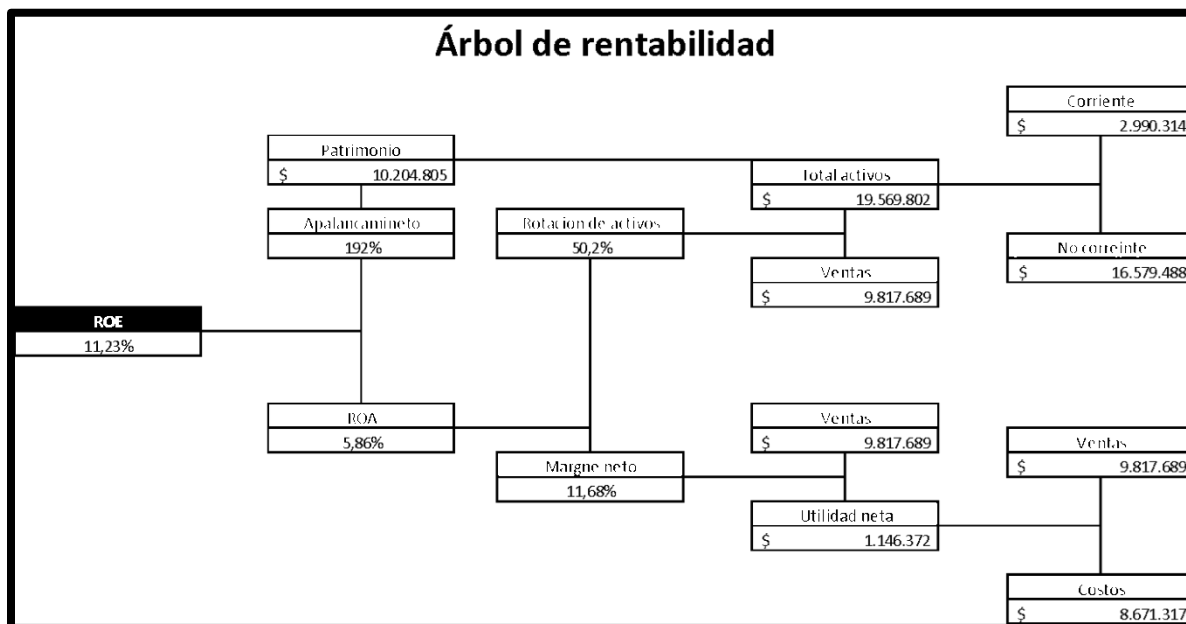 Árbol de rentabilidad
Corriente
$ 2.990.314
Patrimonio
$ 10.204.805
Total activos
$ 19.569.802
Apalancamineto
192%
Rotacion de activos
50,2%
No correinte
$ 16.579.488
Ventas
$ 9.817.689
ROE
11,23%
ROA
5,86%
Ventas
$ 9.817.689
Ventas
$ 9.817.689
Margne neto
11,68%
Utilidad neta
$ 1.146.372
Costos
$ 8.671.317